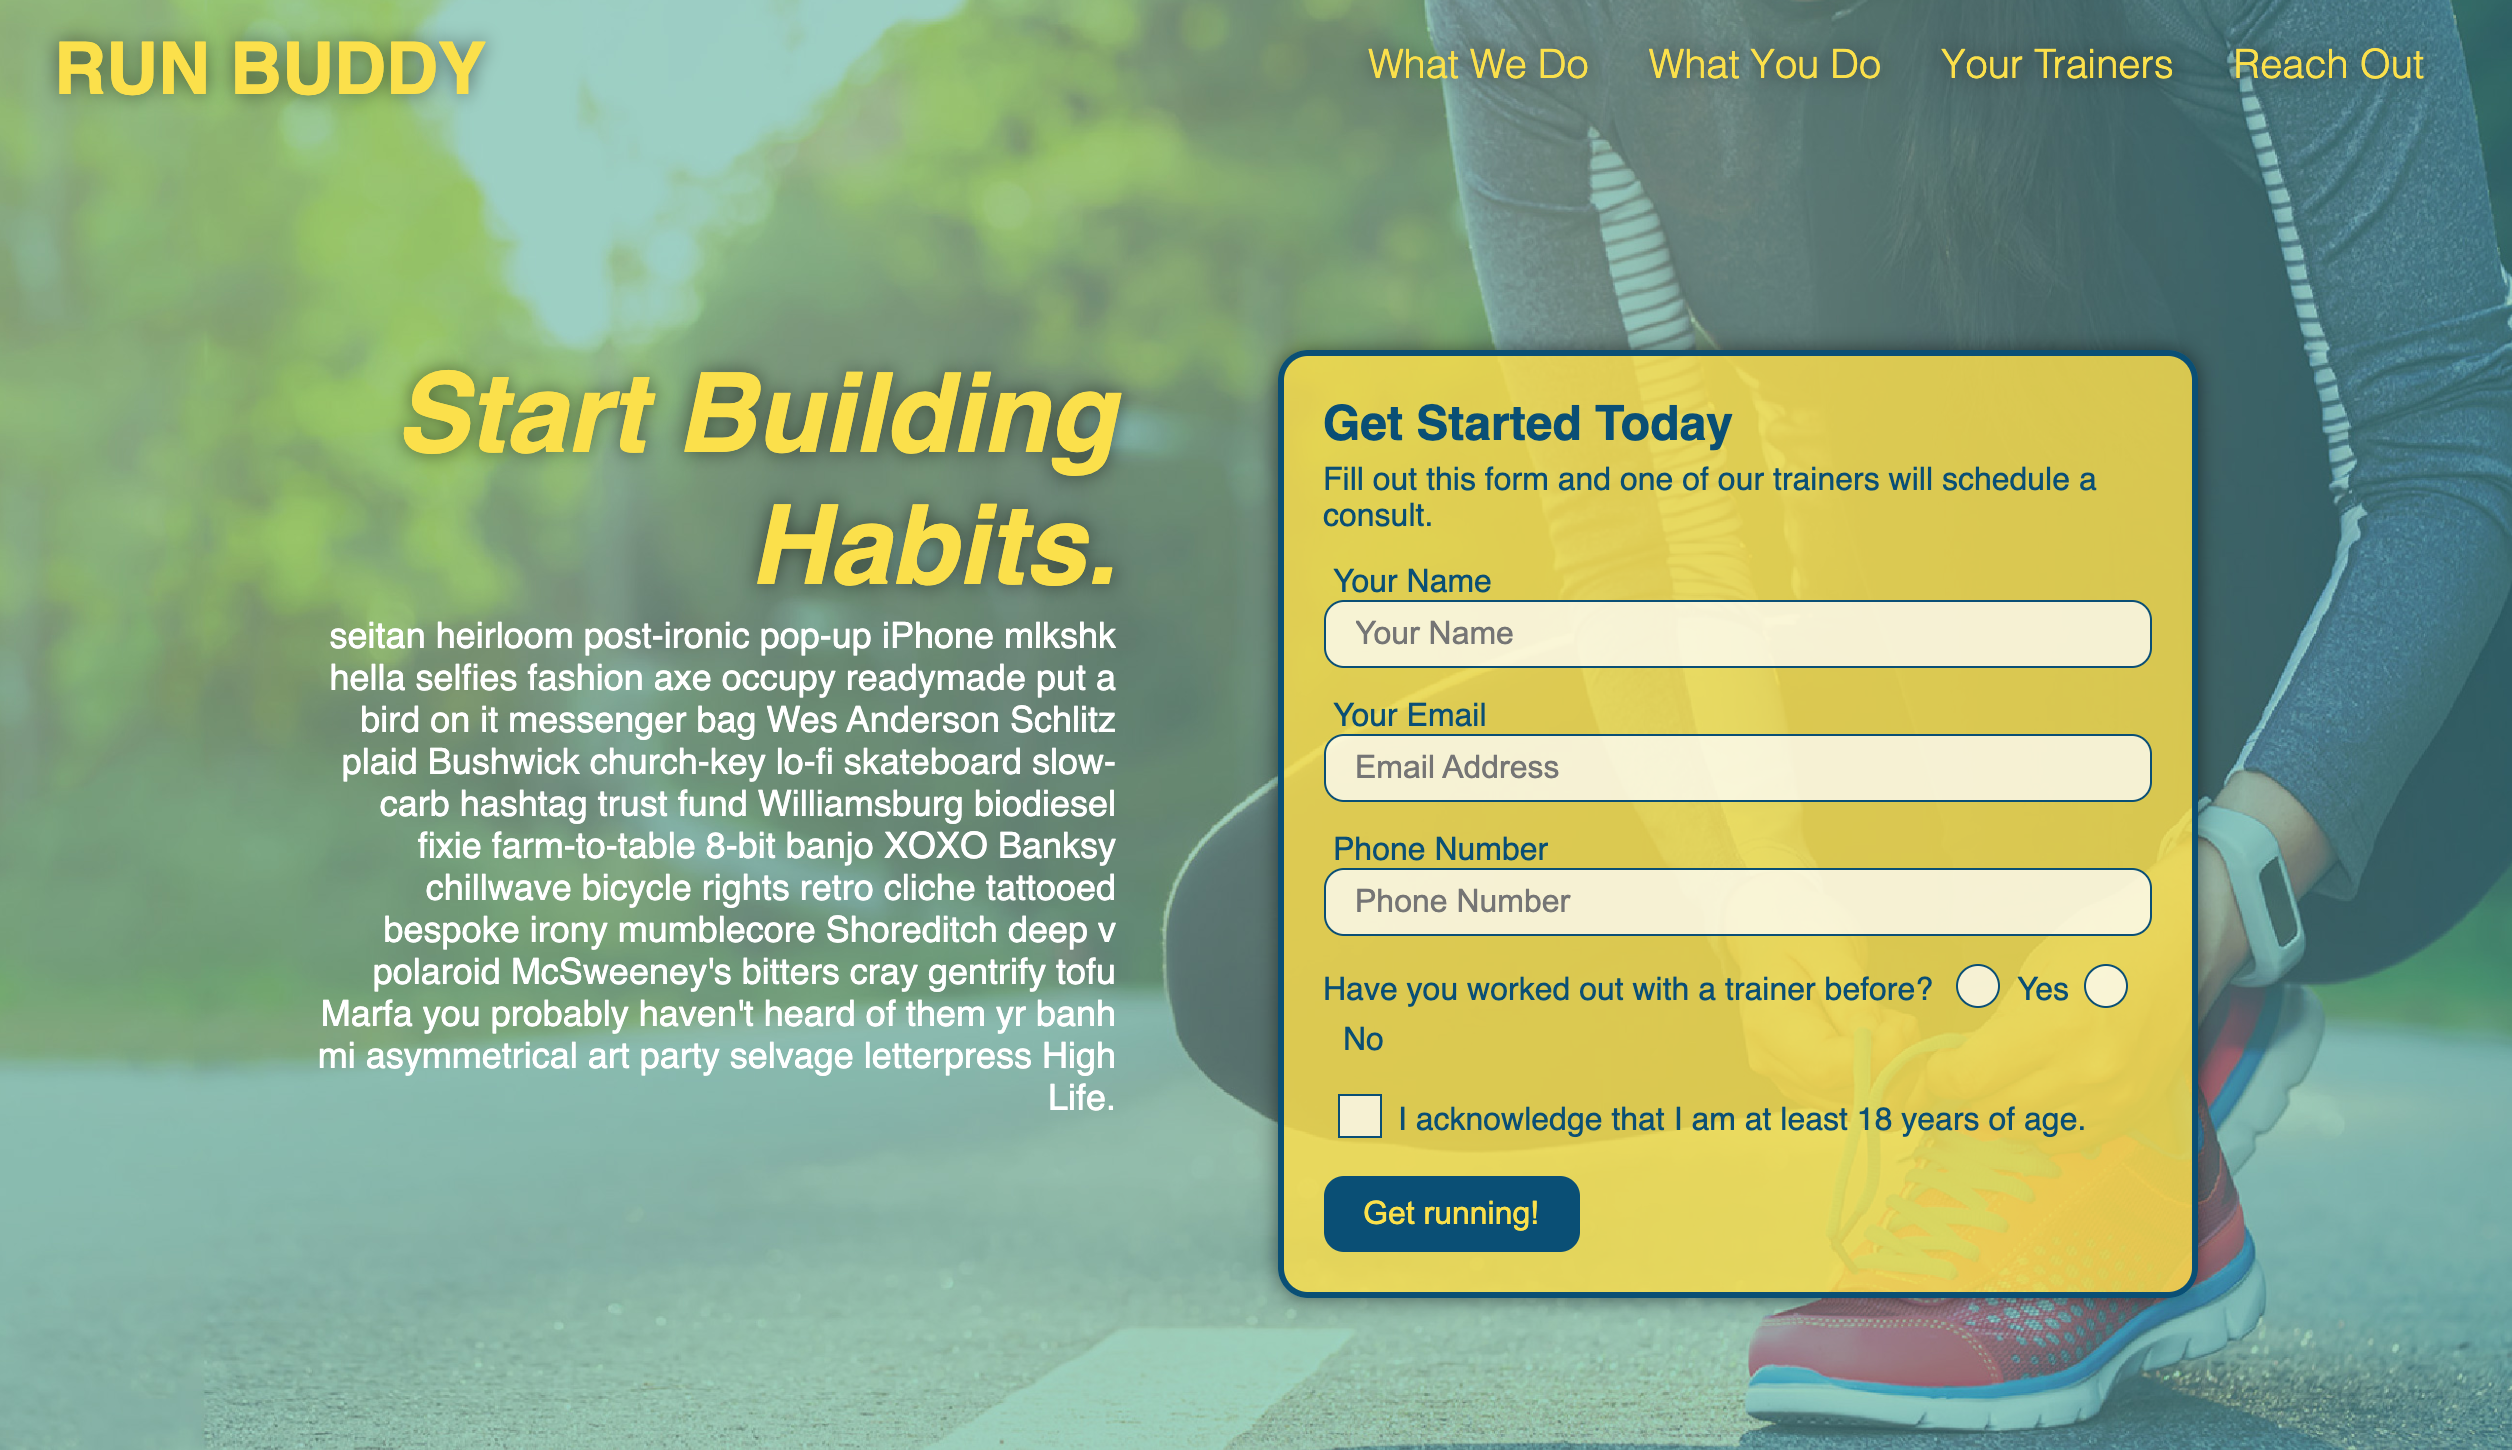 RUN BUDDY
What We Do
What You Do
Your Trainers
Reach Out
Start Building
Habits.
seitan heirloom post-ironic pop-up iPhone mlkshk
hella selfies fashion axe occupy readymade put a
bird on it messenger bag Wes Anderson Schlitz
plaid Bushwick church-key lo-fi skateboard slow-
carb hashtag trust fund Williamsburg biodiesel
fixie farm-to-table 8-bit banjo XOXO Banksy
chillwave bicycle rights retro cliche tattooed
bespoke irony mumblecore Shoreditch deep v
polaroid McSweeney's bitters cray gentrify tofu
Marfa you probably haven't heard of them yr banh
mi asymmetrical art party selvage letterpress High
Life.
Get Started Today
Fill out this form and one of our trainers will schedule a
consult.
Your Name
Your Name
Your Email
Email Address
Phone Number
Phone Number
Have you worked out with a trainer before? Yes
No
I acknowledge that I am at least 18 years of age.
Get running!